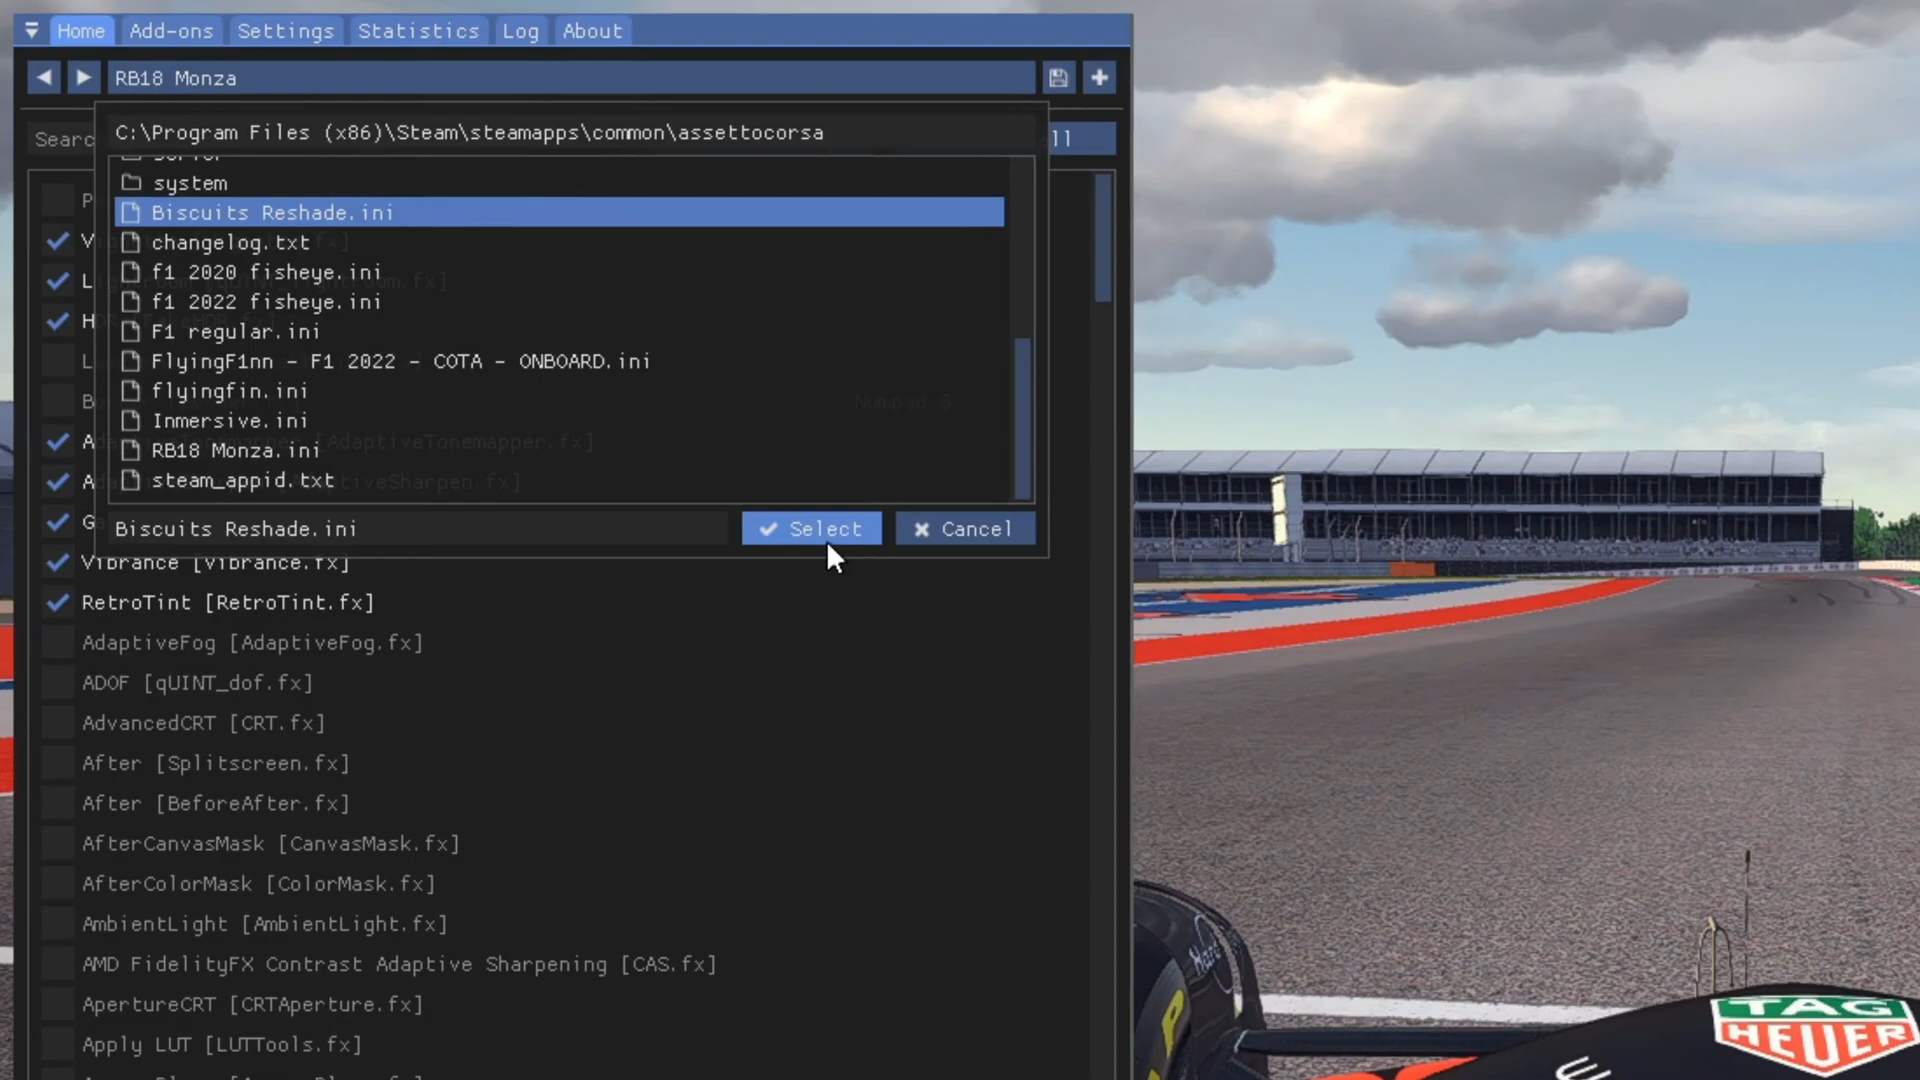 Home Add-ons Settings Statistics Log About
RB18 Monza
C:\Program Files (x86)\Steam\steamapps\common\assettocorsa
Searc
ll
system
Biscuits Reshade.ini
changelog.txt
f1 2020 fisheye.ini
f1 2022 fisheye.ini
F1 regular.ini
FlyingF1nn - F1 2022 - COTA - ONBOARD.ini
flyingfin.ini
Numpad 0
Inmersive.ini
[AdaptiveTonemapper.fx]
RB18 Monza.ini
steam_appid.txt
Biscuits Reshade.ini
Select Cancel
Vibrance [Vibrance.fx]
RetroTint [RetroTint.fx]
AdaptiveFog [AdaptiveFog.fx]
ADOF [qUINT_dof.fx]
AdvancedCRT [CRT.fx]
After [Splitscreen.fx]
After [BeforeAfter.fx]
AfterCanvasMask [CanvasMask.fx]
AfterColorMask [ColorMask.fx]
AmbientLight [AmbientLight.fx]
AMD FidelityFX Contrast Adaptive Sharpening [CAS.fx]
ApertureCRT [CRTAperture.fx]
Apply LUT [LUTTools.fx]
TAG
HEUER